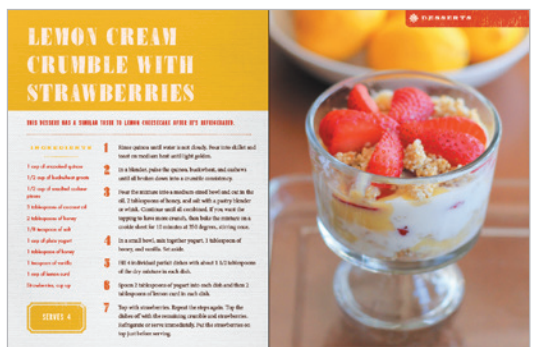 DESSERTS
LEMON CREAM
CRUMBLE WITH
STRAWBERRIES
THIS DESSERT HAS A SIMILAR TASTE TO LEMON CHEESECAKE AFTER IT'S REFRIGERATED.
INGREDIENTS
1 cup of uncooked quinoa
1/2 cup of buckwheat groats
1/2 cup of unsalted cashew
pieces
2 tablespoons of coconut oil
2 tablespoons of honey
1/8 teaspoon of salt
1 cup of plain yogurt
1 tablespoon of honey
1 teaspoon of vanilla
1 cup of lemon curd
Strawberries, cut up
SERVES 4
1 Rinse quinoa until water is not cloudy. Pour into skillet and
toast on medium heat until light golden.
2 In a blender, pulse the quinoa, buckwheat, and cashews
until all broken down into a crumble consistency.
3 Pour the mixture into a medium-sized bowl and cut in the
oil, 2 tablespoons of honey, and salt with a pastry blender
or whisk. Continue until all combined. If you want the
topping to have more crunch, then bake the mixture on a
cookie sheet for 10 minutes at 350 degrees, stirring once.
4 In a small bowl, mix together yogurt, 1 tablespoon of
honey, and vanilla. Set aside.
5 Fill 4 individual parfait dishes with about 3 1/2 tablespoons
of the dry mixture in each dish.
6 Spoon 2 tablespoons of yogurt into each dish and then 2
tablespoons of lemon curd in each dish.
7 Top with strawberries. Repeat the steps again. Top the
dishes off with the remaining crumble and strawberries.
Refrigerate or serve immediately. Put the strawberries on
top just before serving.